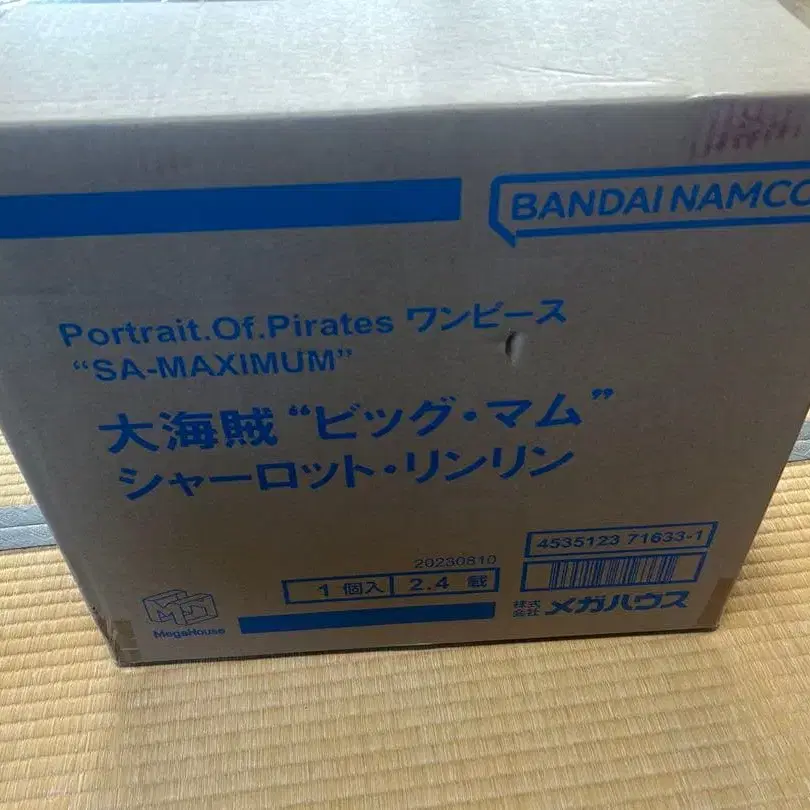 BANDAI NAMCO
Portrait.Of.Pirates ワンピース
“SA-MAXIMUM”
大海賊“ビッグ・マム”
シャーロット・リンリン
4535123 71633-1
20230810
1 個入 2.4 才
株式会社 メガハウス
MegaHouse